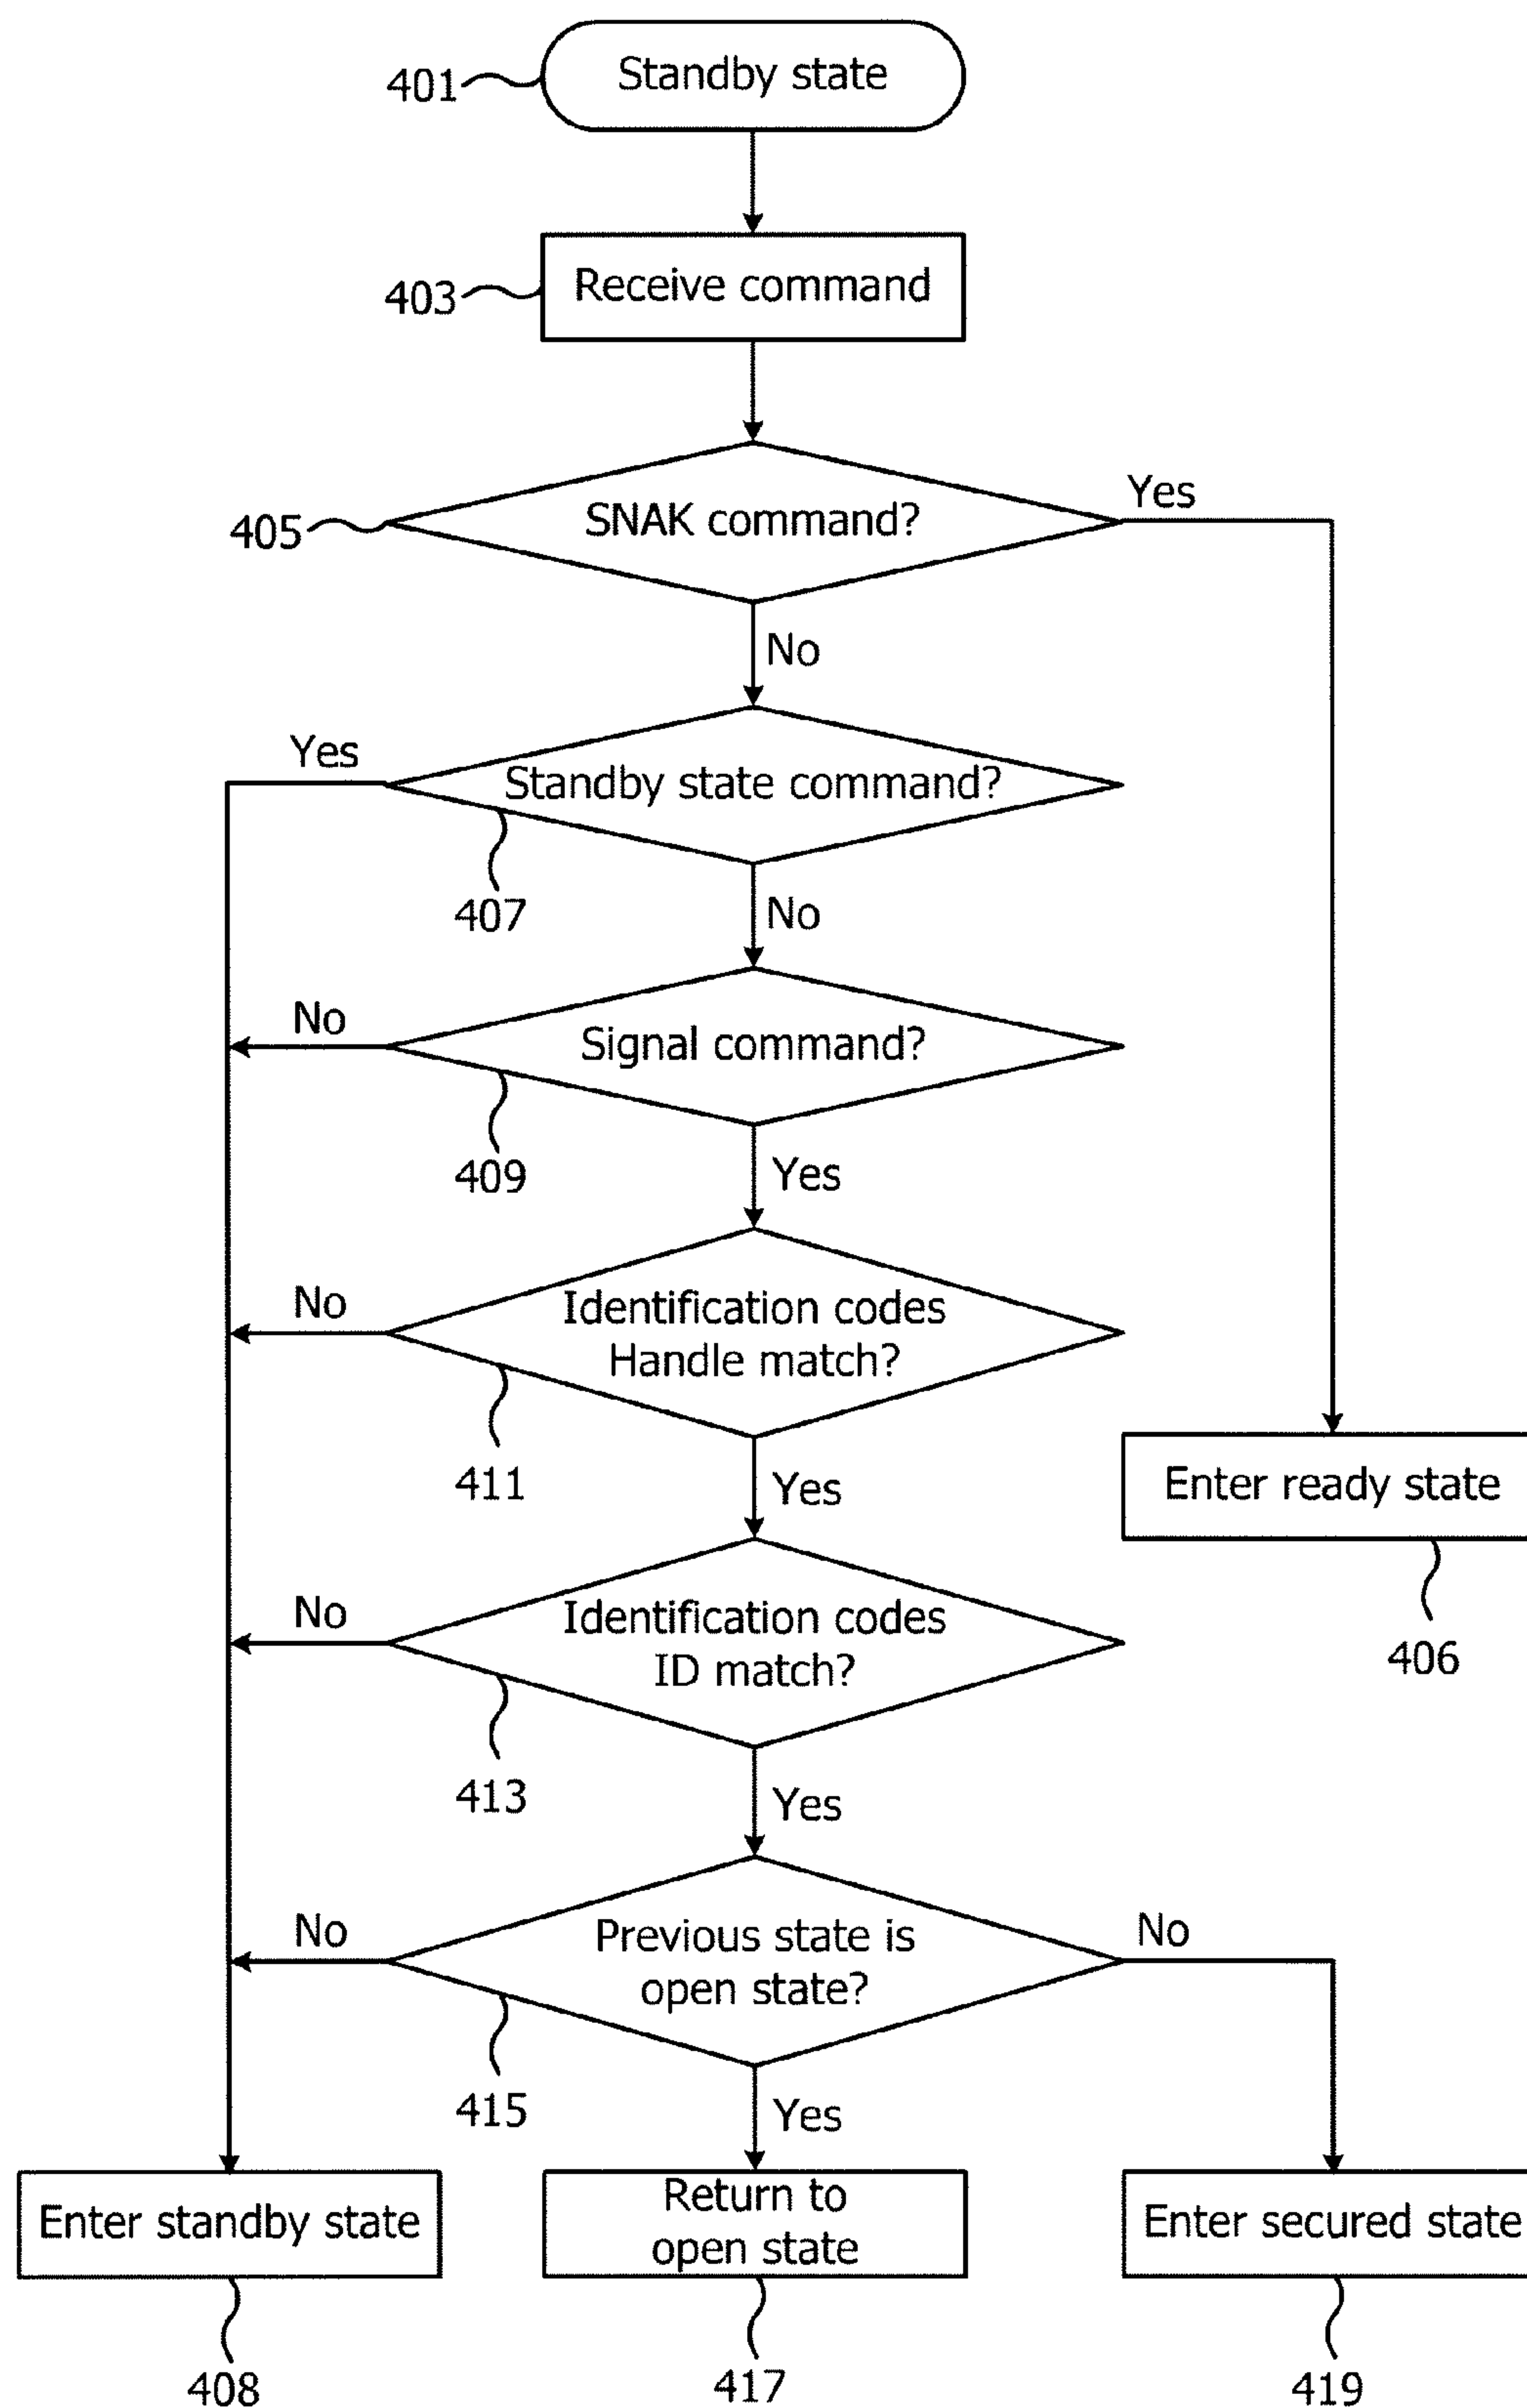 Standby state
401
Receive command
403
SNAK command?
Yes
405
No
Yes
Standby state command?
407
No
No
Signal command?
409
Yes
No
Identification codes
Handle match?
411
Yes
Enter ready state
406
No
Identification codes
ID match?
413
Yes
No
Previous state is
open state?
No
415
Yes
Enter standby state
Return to
open state
Enter secured state
408
417
419